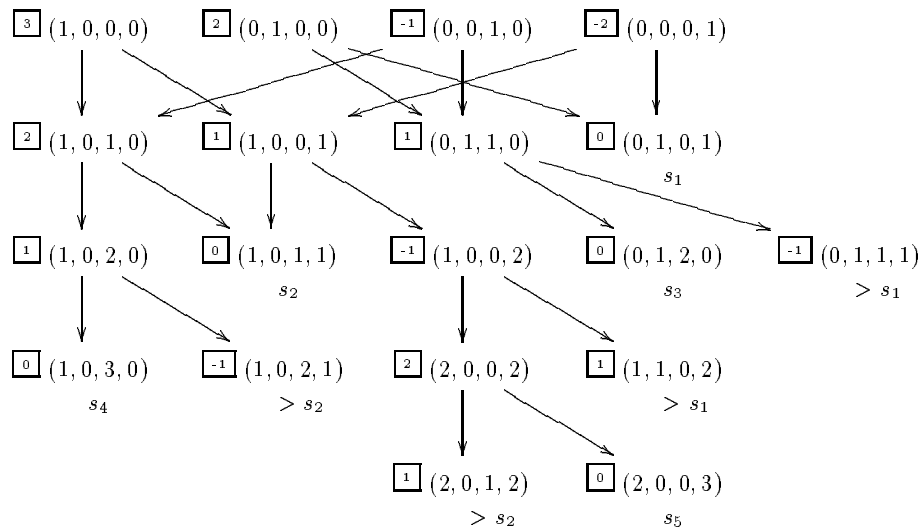 3 (1, 0, 0, 0) 2 (0, 1, 0, 0) -1 (0, 0, 1, 0) -2 (0, 0, 0, 1)
2 (1, 0, 1, 0) 1 (1, 0, 0, 1) 1 (0, 1, 1, 0) 0 (0, 1, 0, 1)
s₁
1 (1, 0, 2, 0) 0 (1, 0, 1, 1) -1 (1, 0, 0, 2) 0 (0, 1, 2, 0) -1 (0, 1, 1, 1)
s₂ s₃ > s₁
0 (1, 0, 3, 0) -1 (1, 0, 2, 1) 2 (2, 0, 0, 2) 1 (1, 1, 0, 2)
s₄ > s₂ > s₁
1 (2, 0, 1, 2) 0 (2, 0, 0, 3)
> s₂ s₅